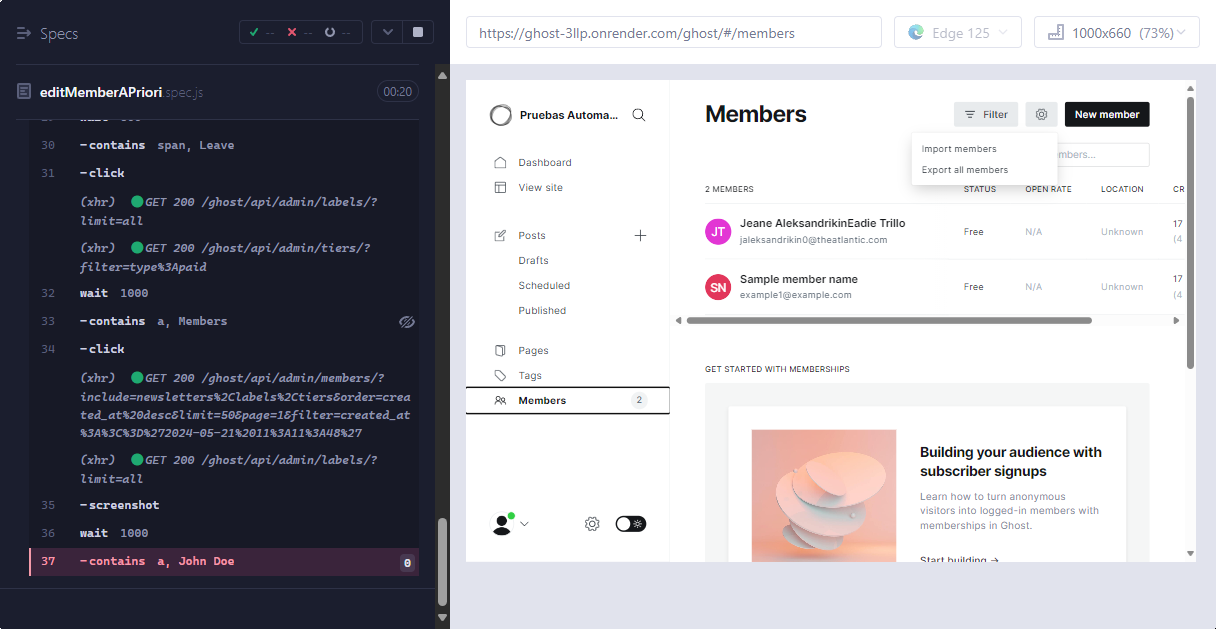 Specs
-- -- --
editMemberAPriori spec.js 00:20
30 -contains span, Leave
31 -click
(xhr) GET 200 /ghost/api/admin/labels/?
limit=all
(xhr) GET 200 /ghost/api/admin/tiers/?
filter=type%3Apaid
32 wait 1000
33 -contains a, Members
34 -click
(xhr) GET 200 /ghost/api/admin/members/?
include=newsletters%2Clabels%2Ctiers&order=crea
ted_at%20desc&limit=50&page=1&filter=created_at
%3A%3C%3D%272024-05-21%2011%3A11%3A48%27
(xhr) GET 200 /ghost/api/admin/labels/?
limit=all
35 -screenshot
36 wait 1000
37 -contains a, John Doe 0
https://ghost-3llp.onrender.com/ghost/#/members
Edge 125
1000x660 (73%)
Pruebas Automa...
Dashboard
View site
Posts
Drafts
Scheduled
Published
Pages
Tags
Members 2
Members
Filter
New member
Import members
Export all members
mbers...
2 MEMBERS STATUS OPEN RATE LOCATION CR
JT Jeane AleksandrikinEadie Trillo
jaleksandrikin0@theatlantic.com
Free N/A Unknown
17
(4
SN Sample member name
example1@example.com
Free N/A Unknown
17
(4
GET STARTED WITH MEMBERSHIPS
Building your audience with
subscriber signups
Learn how to turn anonymous
visitors into logged-in members with
memberships in Ghost.
Start building →